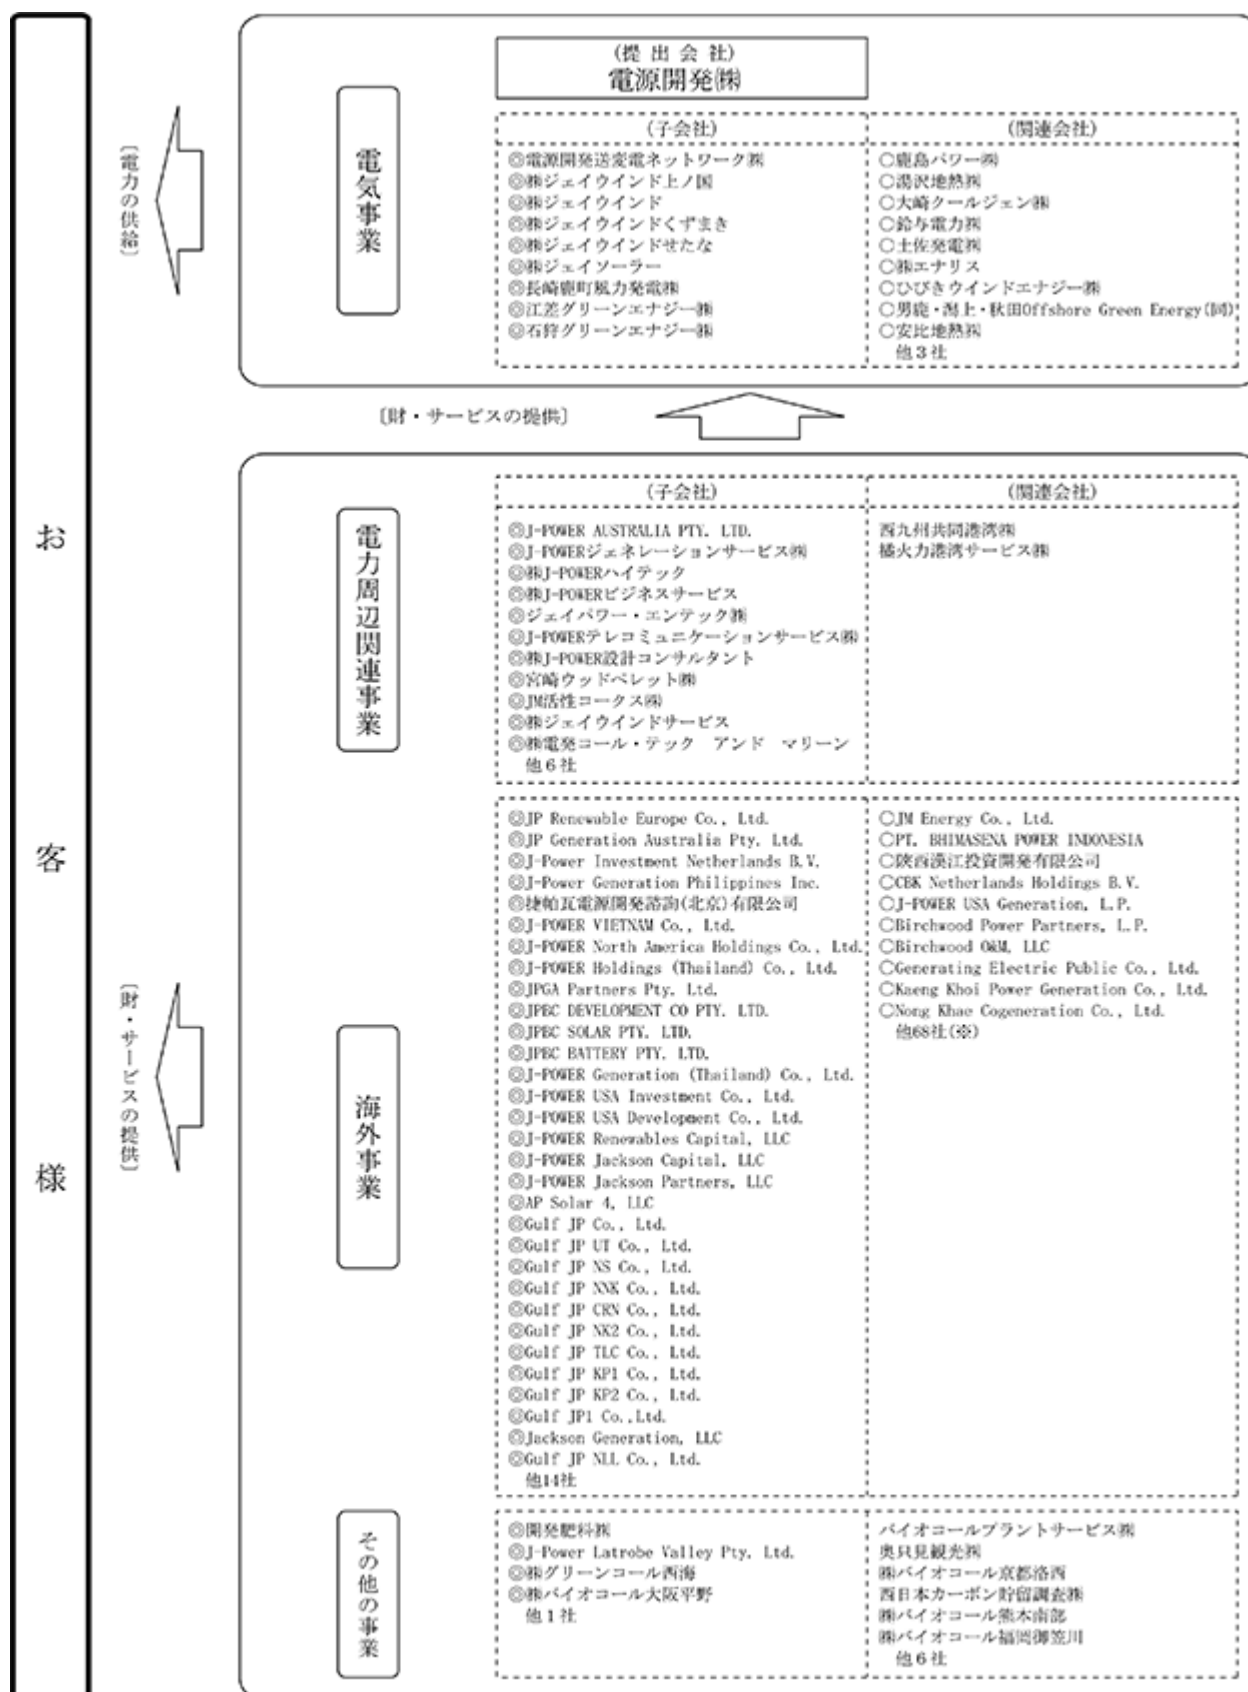 お客様
〔電力の供給〕
〔財・サービスの提供〕
電気事業
(提出会社)
電源開発㈱
(子会社)
◎電源開発送変電ネットワーク㈱
◎㈱ジェイウインド上ノ国
◎㈱ジェイウインド
◎㈱ジェイウインドくずまき
◎㈱ジェイウインドせたな
◎㈱ジェイソーラー
◎長崎鹿町風力発電㈱
◎江差グリーンエナジー㈱
◎石狩グリーンエナジー㈱
(関連会社)
○鹿島パワー㈱
○湯沢地熱㈱
○大崎クールジェン㈱
○鈴与電力㈱
○土佐発電㈱
○㈱エナリス
○ひびきウインドエナジー㈱
○男鹿・潟上・秋田Offshore Green Energy(同)
○安比地熱㈱
他3社
〔財・サービスの提供〕
電力周辺関連事業
(子会社)
◎J-POWER AUSTRALIA PTY. LTD.
◎J-POWERジェネレーションサービス㈱
◎㈱J-POWERハイテック
◎㈱J-POWERビジネスサービス
◎ジェイパワー・エンテック㈱
◎J-POWERテレコミュニケーションサービス㈱
◎㈱J-POWER設計コンサルタント
◎宮崎ウッドペレット㈱
◎JM活性コークス㈱
◎㈱ジェイウインドサービス
◎㈱電発コール・テック　アンド　マリーン
他6社
(関連会社)
西九州共同港湾㈱
橘火力港湾サービス㈱
海外事業
◎JP Renewable Europe Co., Ltd.
◎JP Generation Australia Pty. Ltd.
◎J-Power Investment Netherlands B.V.
◎J-Power Generation Philippines Inc.
◎捷帕瓦電源開発諮詢(北京)有限公司
◎J-POWER VIETNAM Co., Ltd.
◎J-POWER North America Holdings Co., Ltd.
◎J-POWER Holdings (Thailand) Co., Ltd.
◎JPGA Partners Pty. Ltd.
◎JPEC DEVELOPMENT CO PTY. LTD.
◎JPEC SOLAR PTY. LTD.
◎JPEC BATTERY PTY. LTD.
◎J-POWER Generation (Thailand) Co., Ltd.
◎J-POWER USA Investment Co., Ltd.
◎J-POWER USA Development Co., Ltd.
◎J-POWER Renewables Capital, LLC
◎J-POWER Jackson Capital, LLC
◎J-POWER Jackson Partners, LLC
◎AP Solar 4, LLC
◎Gulf JP Co., Ltd.
◎Gulf JP UT Co., Ltd.
◎Gulf JP NS Co., Ltd.
◎Gulf JP NNK Co., Ltd.
◎Gulf JP CRN Co., Ltd.
◎Gulf JP NK2 Co., Ltd.
◎Gulf JP TLC Co., Ltd.
◎Gulf JP KP1 Co., Ltd.
◎Gulf JP KP2 Co., Ltd.
◎Gulf JP1 Co.,Ltd.
◎Jackson Generation, LLC
◎Gulf JP NLL Co., Ltd.
他14社
○JM Energy Co., Ltd.
○PT. BHIMASENA POWER INDONESIA
○陝西漢江投資開発有限公司
○CBK Netherlands Holdings B.V.
○J-POWER USA Generation, L.P.
○Birchwood Power Partners, L.P.
○Birchwood O&M, LLC
○Generating Electric Public Co., Ltd.
○Kaeng Khoi Power Generation Co., Ltd.
○Nong Khae Cogeneration Co., Ltd.
他68社(※)
その他の事業
◎開発肥料㈱
◎J-Power Latrobe Valley Pty. Ltd.
◎㈱グリーンコール西海
◎㈱バイオコール大阪平野
他1社
バイオコールプラントサービス㈱
奥只見観光㈱
㈱バイオコール京都洛西
西日本カーボン貯留調査㈱
㈱バイオコール熊本南部
㈱バイオコール福岡御笠川
他6社